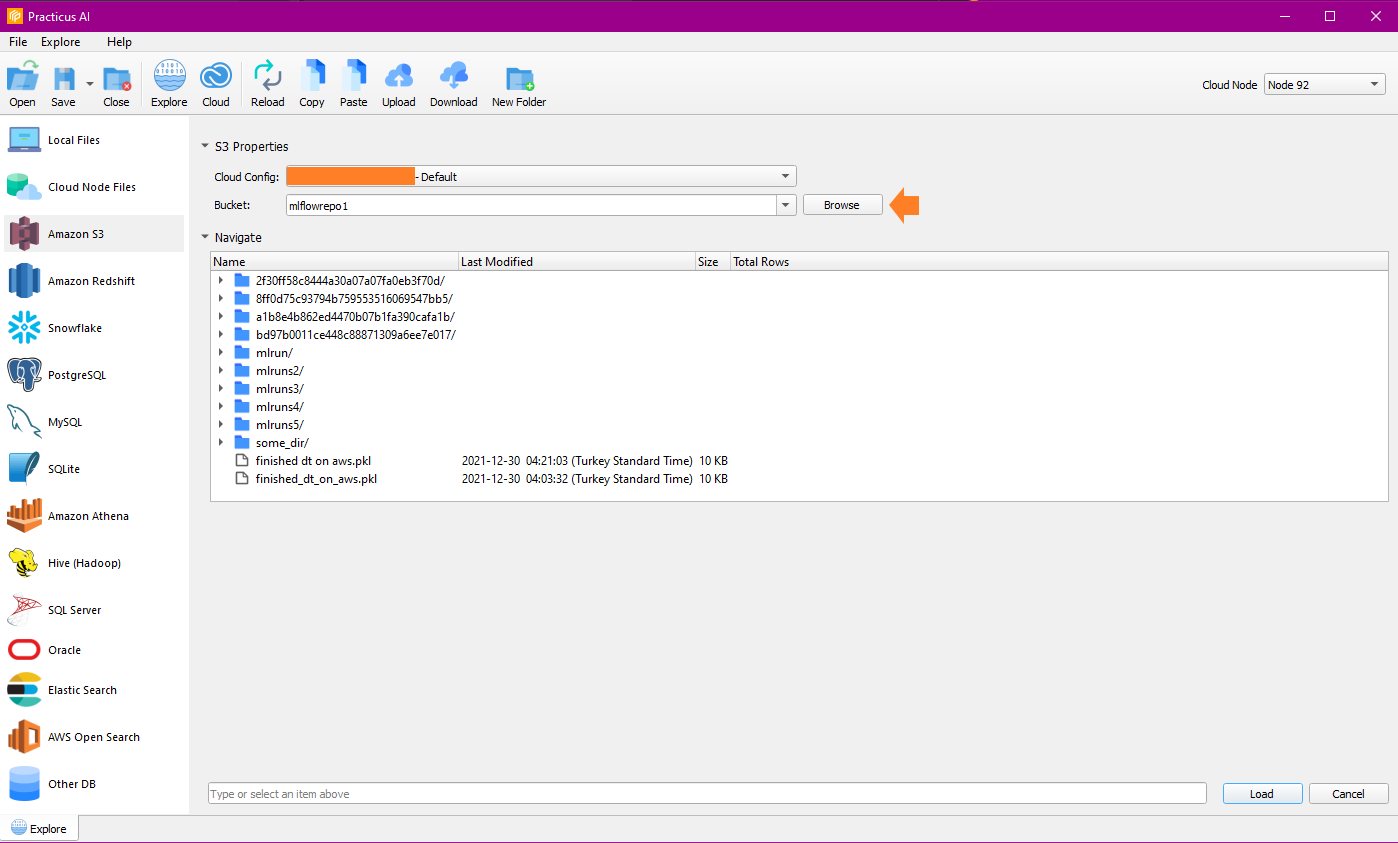 Practicus AI
File Explore Help
Open Save Close Explore Cloud Reload Copy Paste Upload Download New Folder
Cloud Node Node 92
Local Files
Cloud Node Files
Amazon S3
Amazon Redshift
Snowflake
PostgreSQL
MySQL
SQLite
Amazon Athena
Hive (Hadoop)
SQL Server
Oracle
Elastic Search
AWS Open Search
Other DB
S3 Properties
Cloud Config: - Default
Bucket: mlflowrepo1 Browse
Navigate
Name Last Modified Size Total Rows
2f30ff58c8444a30a07a07fa0eb3f70d/
8ff0d75c93794b759553516069547bb5/
a1b8e4b862ed4470b07b1fa390cafa1b/
bd97b0011ce448c88871309a6ee7e017/
mlrun/
mlruns2/
mlruns3/
mlruns4/
mlruns5/
some_dir/
finished dt on aws.pkl 2021-12-30 04:21:03 (Turkey Standard Time) 10 KB
finished_dt_on_aws.pkl 2021-12-30 04:03:32 (Turkey Standard Time) 10 KB
Type or select an item above Load Cancel
Explore